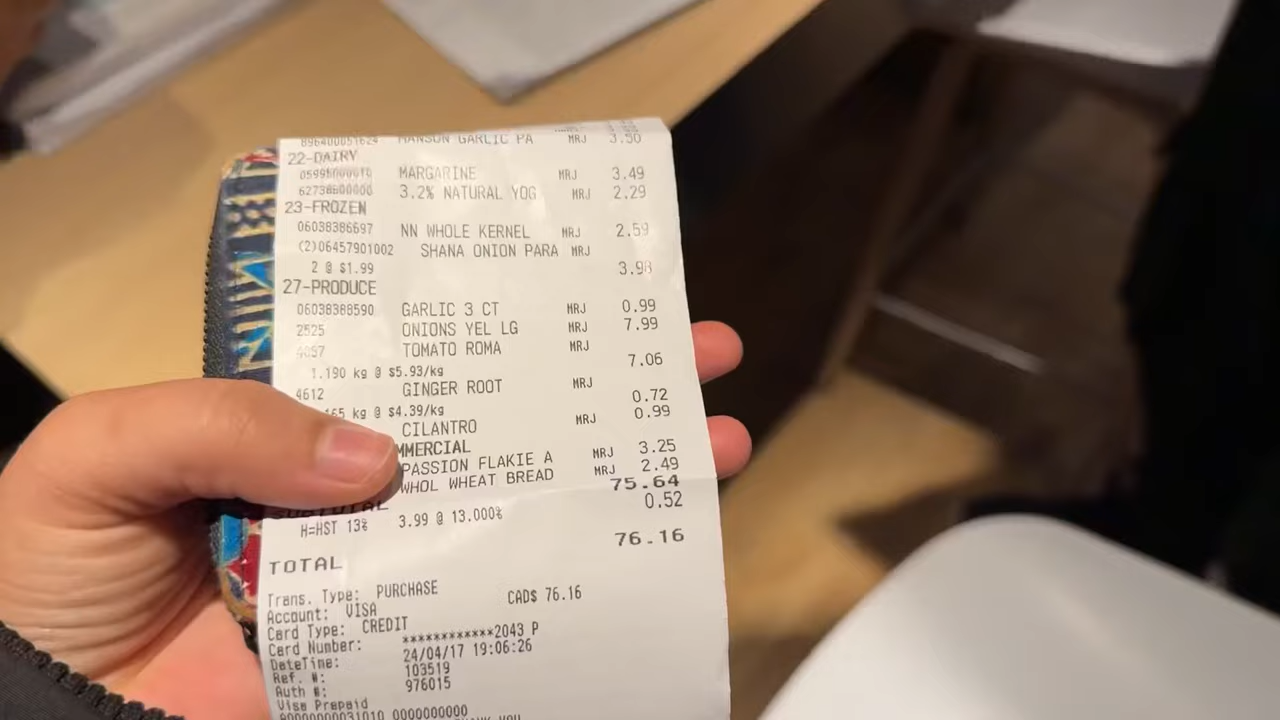 896400051624 MANSON GARLIC PA MRJ 3.50
22-DAIRY
MARGARINE MRJ 3.49
3.2% NATURAL YOG MRJ 2.29
23-FROZEN
06038386697 NN WHOLE KERNEL MRJ 2.59
(2)06457901002 SHANA ONION PARA MRJ
2 @ $1.99 3.98
27-PRODUCE
06038388590 GARLIC 3 CT MRJ 0.99
2525 ONIONS YEL LG MRJ 7.99
TOMATO ROMA MRJ
1.190 kg @ $5.93/kg 7.06
4612 GINGER ROOT MRJ
165 kg @ $4.39/kg 0.72
CILANTRO MRJ 0.99
MMERCIAL
PASSION FLAKIE A MRJ 3.25
WHOL WHEAT BREAD MRJ 2.49
75.64
H=HST 13% 3.99 @ 13.000% 0.52
TOTAL 76.16
Trans. Type: PURCHASE
Account: VISA CAD$ 76.16
Card Type: CREDIT
Card Number: ************2043 P
DateTime: 24/04/17 19:06:26
Ref. #: 103519
Auth #: 976015
Visa Prepaid
A0000000031010 0000000000